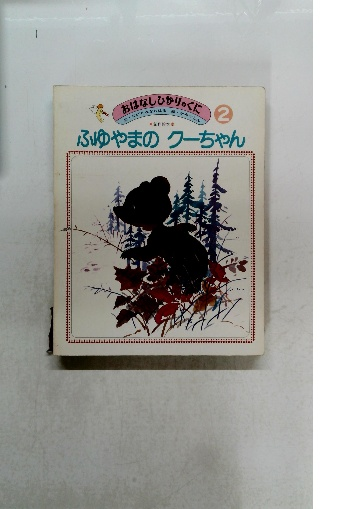 おはなしひかりのくに
2
ふゆやまの クーちゃん